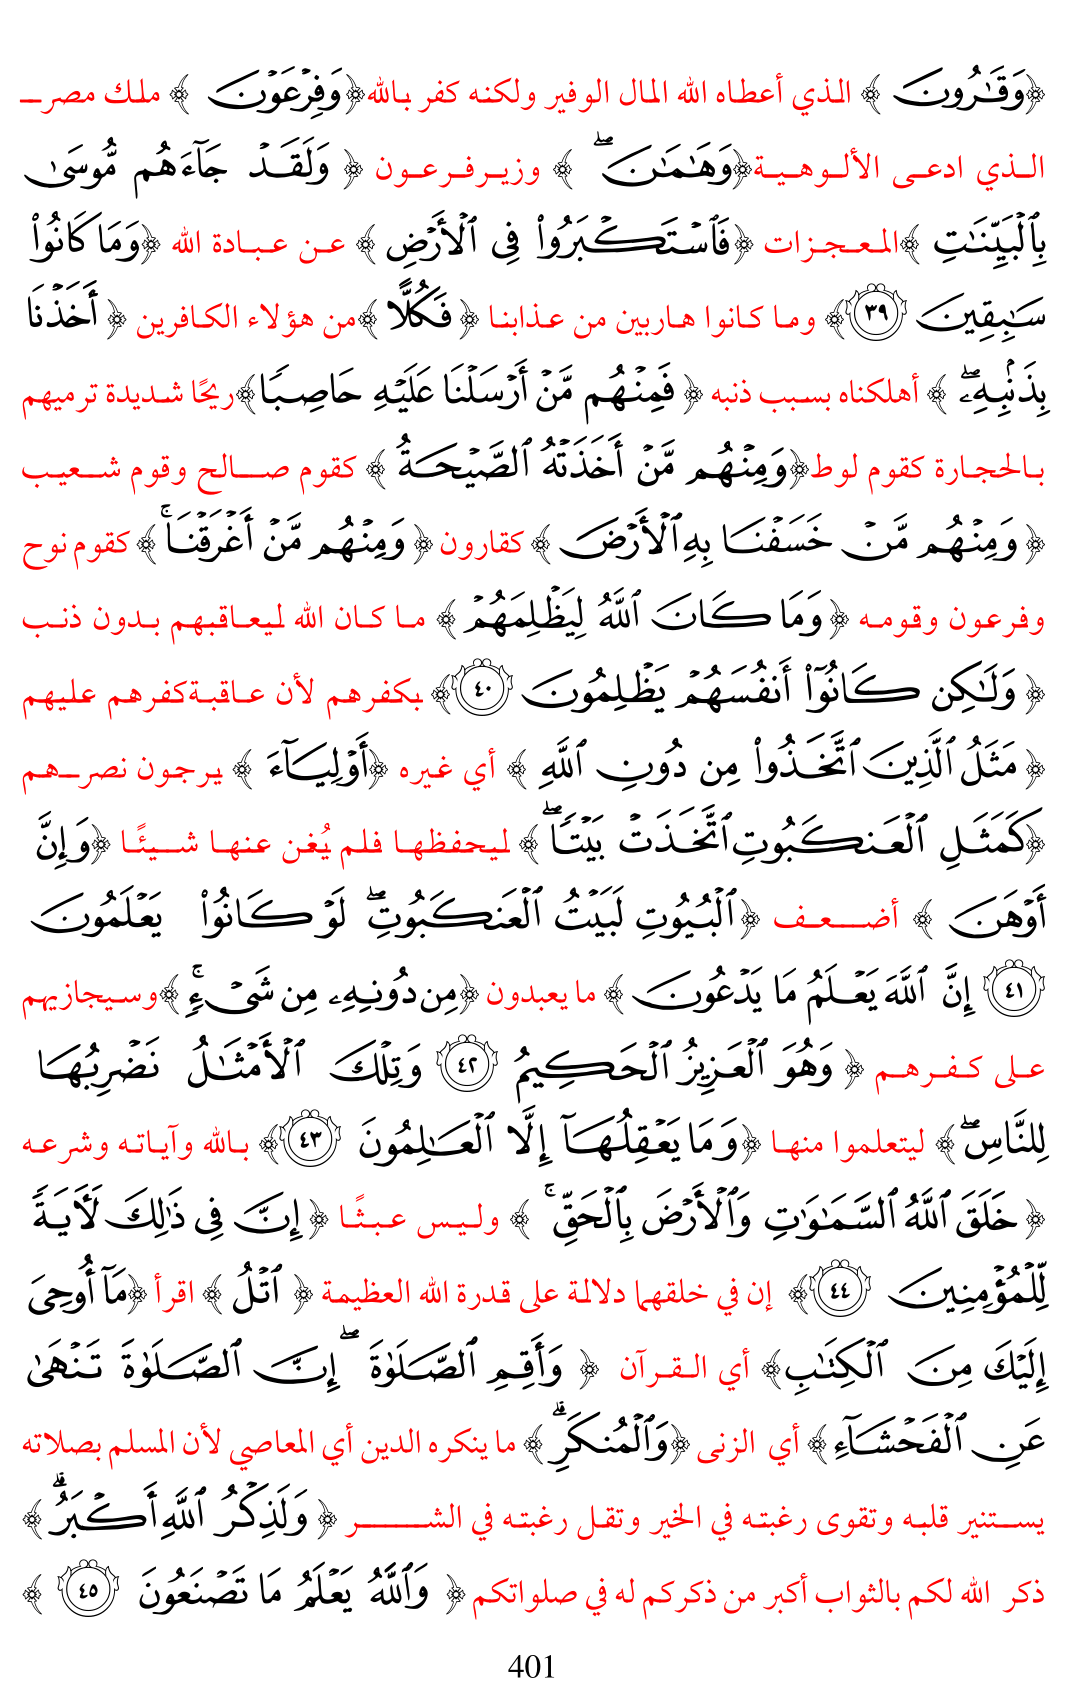 ﴿وَقَـٰرُونَ ﴾ الذي أعطاه الله المال الوفير ولكنه كفر بالله﴿وَفِرْعَوْنَ ﴾ ملك مصر
الذي ادعى الألوهية﴿وَهَـٰمَـٰنَ ۖ ﴾ وزير فرعون ﴿ وَلَقَدْ جَآءَهُم مُّوسَىٰ
بِٱلْبَيِّنَـٰتِ ﴾المعجزات ﴿فَٱسْتَكْبَرُوا۟ فِى ٱلْأَرْضِ ﴾ عن عبادة الله ﴿وَمَا كَانُوا۟
سَـٰبِقِينَ ٣٩﴾ وما كانوا هاربين من عذابنا ﴿ فَكُلًّا ﴾من هؤلاء الكافرين ﴿ أَخَذْنَا
بِذَنۢبِهِۦ ۖ ﴾ أهلكناه بسبب ذنبه ﴿ فَمِنْهُم مَّنْ أَرْسَلْنَا عَلَيْهِ حَاصِبًا﴾ريحًا شديدة ترميهم
بالحجارة كقوم لوط﴿وَمِنْهُم مَّنْ أَخَذَتْهُ ٱلصَّيْحَةُ ﴾ كقوم صالح وقوم شعيب
﴿ وَمِنْهُم مَّنْ خَسَفْنَا بِهِ ٱلْأَرْضَ ﴾ كقارون ﴿ وَمِنْهُم مَّنْ أَغْرَقْنَا ۚ﴾ كقوم نوح
وفرعون وقومه ﴿ وَمَا كَانَ ٱللَّهُ لِيَظْلِمَهُمْ ﴾ ما كان الله ليعاقبهم بدون ذنب
﴿ وَلَـٰكِن كَانُوٓا۟ أَنفُسَهُمْ يَظْلِمُونَ ٤٠﴾ بكفرهم لأن عاقبة كفرهم عليهم
﴿ مَثَلُ ٱلَّذِينَ ٱتَّخَذُوا۟ مِن دُونِ ٱللَّهِ ﴾ أي غيره ﴿أَوْلِيَآءَ ﴾ يرجون نصرهم
﴿كَمَثَلِ ٱلْعَنكَبُوتِ ٱتَّخَذَتْ بَيْتًا ۖ﴾ ليحفظها فلم يُغن عنها شيئًا ﴿وَإِنَّ
أَوْهَنَ ﴾ أضعف ﴿ٱلْبُيُوتِ لَبَيْتُ ٱلْعَنكَبُوتِ ۖ لَوْ كَانُوا۟ يَعْلَمُونَ
٤١ إِنَّ ٱللَّهَ يَعْلَمُ مَا يَدْعُونَ ﴾ ما يعبدون ﴿مِن دُونِهِۦ مِن شَىْءٍ ۚ ﴾وسيجازيهم
على كفرهم ﴿ وَهُوَ ٱلْعَزِيزُ ٱلْحَكِيمُ ٤٢ وَتِلْكَ ٱلْأَمْثَـٰلُ نَضْرِبُهَا
لِلنَّاسِ ۖ﴾ ليتعلموا منها ﴿وَمَا يَعْقِلُهَآ إِلَّا ٱلْعَـٰلِمُونَ ٤٣﴾ بالله وآياته وشرعه
﴿ خَلَقَ ٱللَّهُ ٱلسَّمَـٰوَٰتِ وَٱلْأَرْضَ بِٱلْحَقِّ ۚ ﴾ وليس عبثًا ﴿ إِنَّ فِى ذَٰلِكَ لَـَٔايَةً
لِّلْمُؤْمِنِينَ ٤٤﴾ إن في خلقهما دلالة على قدرة الله العظيمة ﴿ ٱتْلُ ﴾ اقرأ ﴿مَآ أُوحِىَ
إِلَيْكَ مِنَ ٱلْكِتَـٰبِ﴾ أي القرآن ﴿ وَأَقِمِ ٱلصَّلَوٰةَ ۖ إِنَّ ٱلصَّلَوٰةَ تَنْهَىٰ
عَنِ ٱلْفَحْشَآءِ﴾ أي الزنى ﴿وَٱلْمُنكَرِ ۗ﴾ ما ينكره الدين أي المعاصي لأن المسلم بصلاته
يستنير قلبه وتقوى رغبته في الخير وتقل رغبته في الشر ﴿ وَلَذِكْرُ ٱللَّهِ أَكْبَرُ ۗ﴾
ذكر الله لكم بالثواب أكبر من ذكركم له في صلواتكم ﴿ وَٱللَّهُ يَعْلَمُ مَا تَصْنَعُونَ ٤٥ ﴾
401